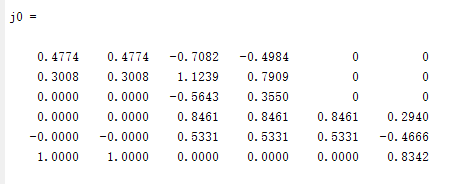 j0 =
0.4774 0.4774 -0.7082 -0.4984 0 0
0.3008 0.3008 1.1239 0.7909 0 0
0.0000 0.0000 -0.5643 0.3550 0 0
0.0000 0.0000 0.8461 0.8461 0.8461 0.2940
-0.0000 -0.0000 0.5331 0.5331 0.5331 -0.4666
1.0000 1.0000 0.0000 0.0000 0.0000 0.8342